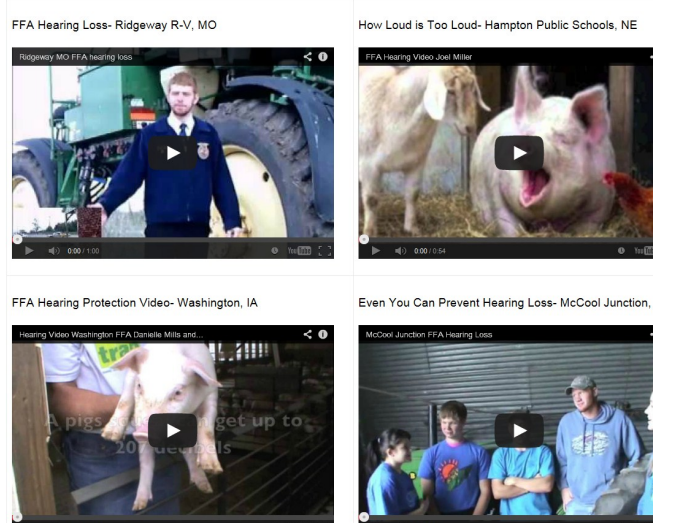 FFA Hearing Loss- Ridgeway R-V, MO
How Loud is Too Loud- Hampton Public Schools, NE
Ridgeway MO FFA hearing loss
FFA Hearing Video Joel Miller
0:00 / 1:00
YouTube
0:00 / 0:54
FFA Hearing Protection Video- Washington, IA
Even You Can Prevent Hearing Loss- McCool Junction,
Hearing Video Washington FFA Danielle Mills and...
McCool Junction FFA Hearing Loss
A pigs get up to
207 decibels